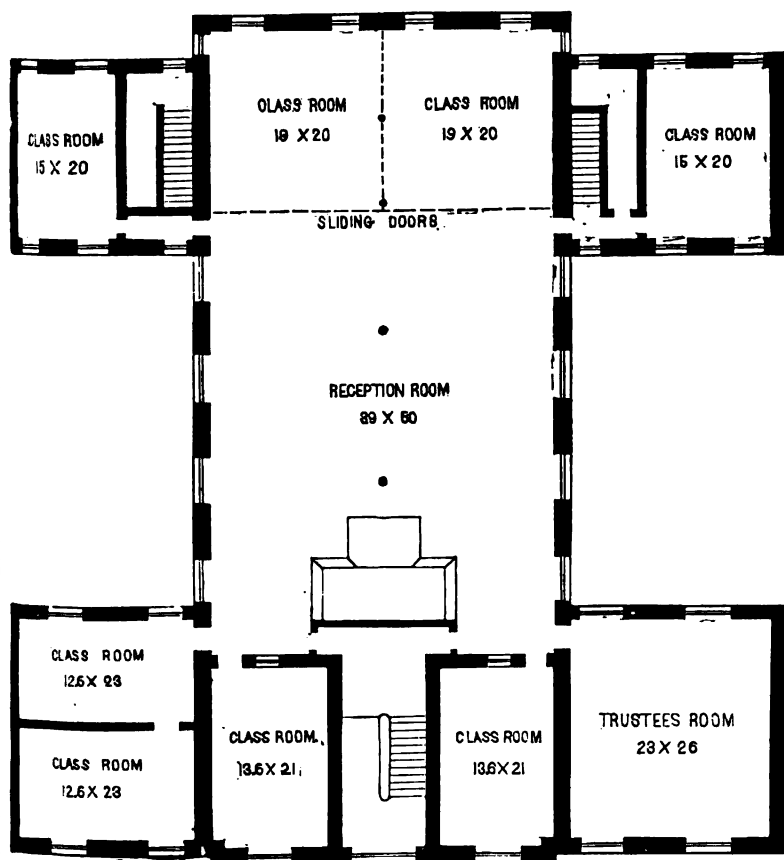 CLASS ROOM
19 X 20
CLASS ROOM
19 X 20
CLASS ROOM
15 X 20
CLASS ROOM
15 X 20
SLIDING DOORS
RECEPTION ROOM
39 X 50
CLASS ROOM
12.6 X 23
CLASS ROOM
12.6 X 23
CLASS ROOM.
13.6 X 21
CLASS ROOM
13.6 X 21
TRUSTEES ROOM
23 X 26